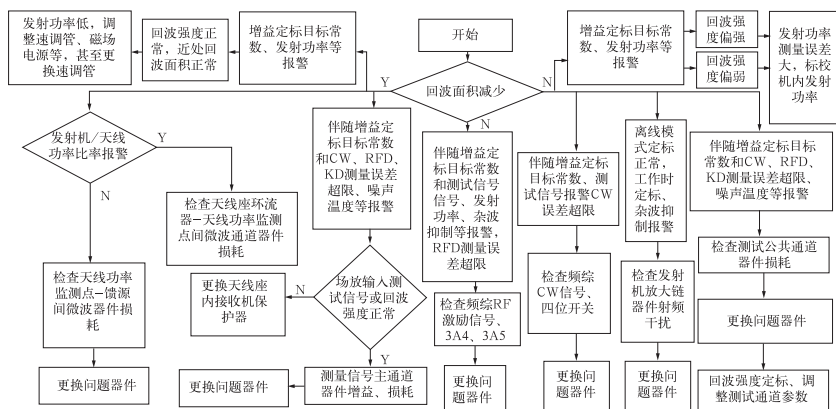 发射功率低，调
整速调管、磁场
电源等，甚至更
换速调管
回波强度正
常，近处回
波面积正常
增益定标目标常
数、发射功率等
报警
开始
增益定标目标常
数、发射功率等
报警
回波强
度偏强
回波强
度偏弱
发射功率
测量误差
大，标校
机内发射
功率
Y
回波面积减少
N
N
发射机/天线
功率比率报警
Y
N
伴随增益定
标目标常数
和CW、RFD、
KD测量误差
超限、噪声
温度等报警
伴随增益定
标目标常数
和测试信号
信号、发射
功率、杂波
抑制等报警，
RFD测量误
差超限
伴随增益定标
目标常数、测
试信号报警CW
误差超限
离线模
式定标
正常，
工作时
定标、
杂波抑
制报警
伴随增益定标目标
常数和CW、RFD、
KD测量误差超
限、噪声温度等报警
检查天线座环流
器—天线功率监测
点间微波通道器件
损耗
检查天线功率
监测点—馈源
间微波器件损
耗
更换天线座
内接收机保
护器
N
场放输入测
试信号或回波
强度正常
Y
检查频综RF
激励信号、
3A4、3A5
检查频综
CW信号、
四位开关
检查发射
机放大链
器件射频
干扰
检查测试公共通道
器件损耗
更换问题器件
更换问题器件
更换问题器件
测量信号主通道
器件增益、损耗
更换问
题器件
更换问
题器件
更换问
题器件
回波强度定标、调
整测试通道参数